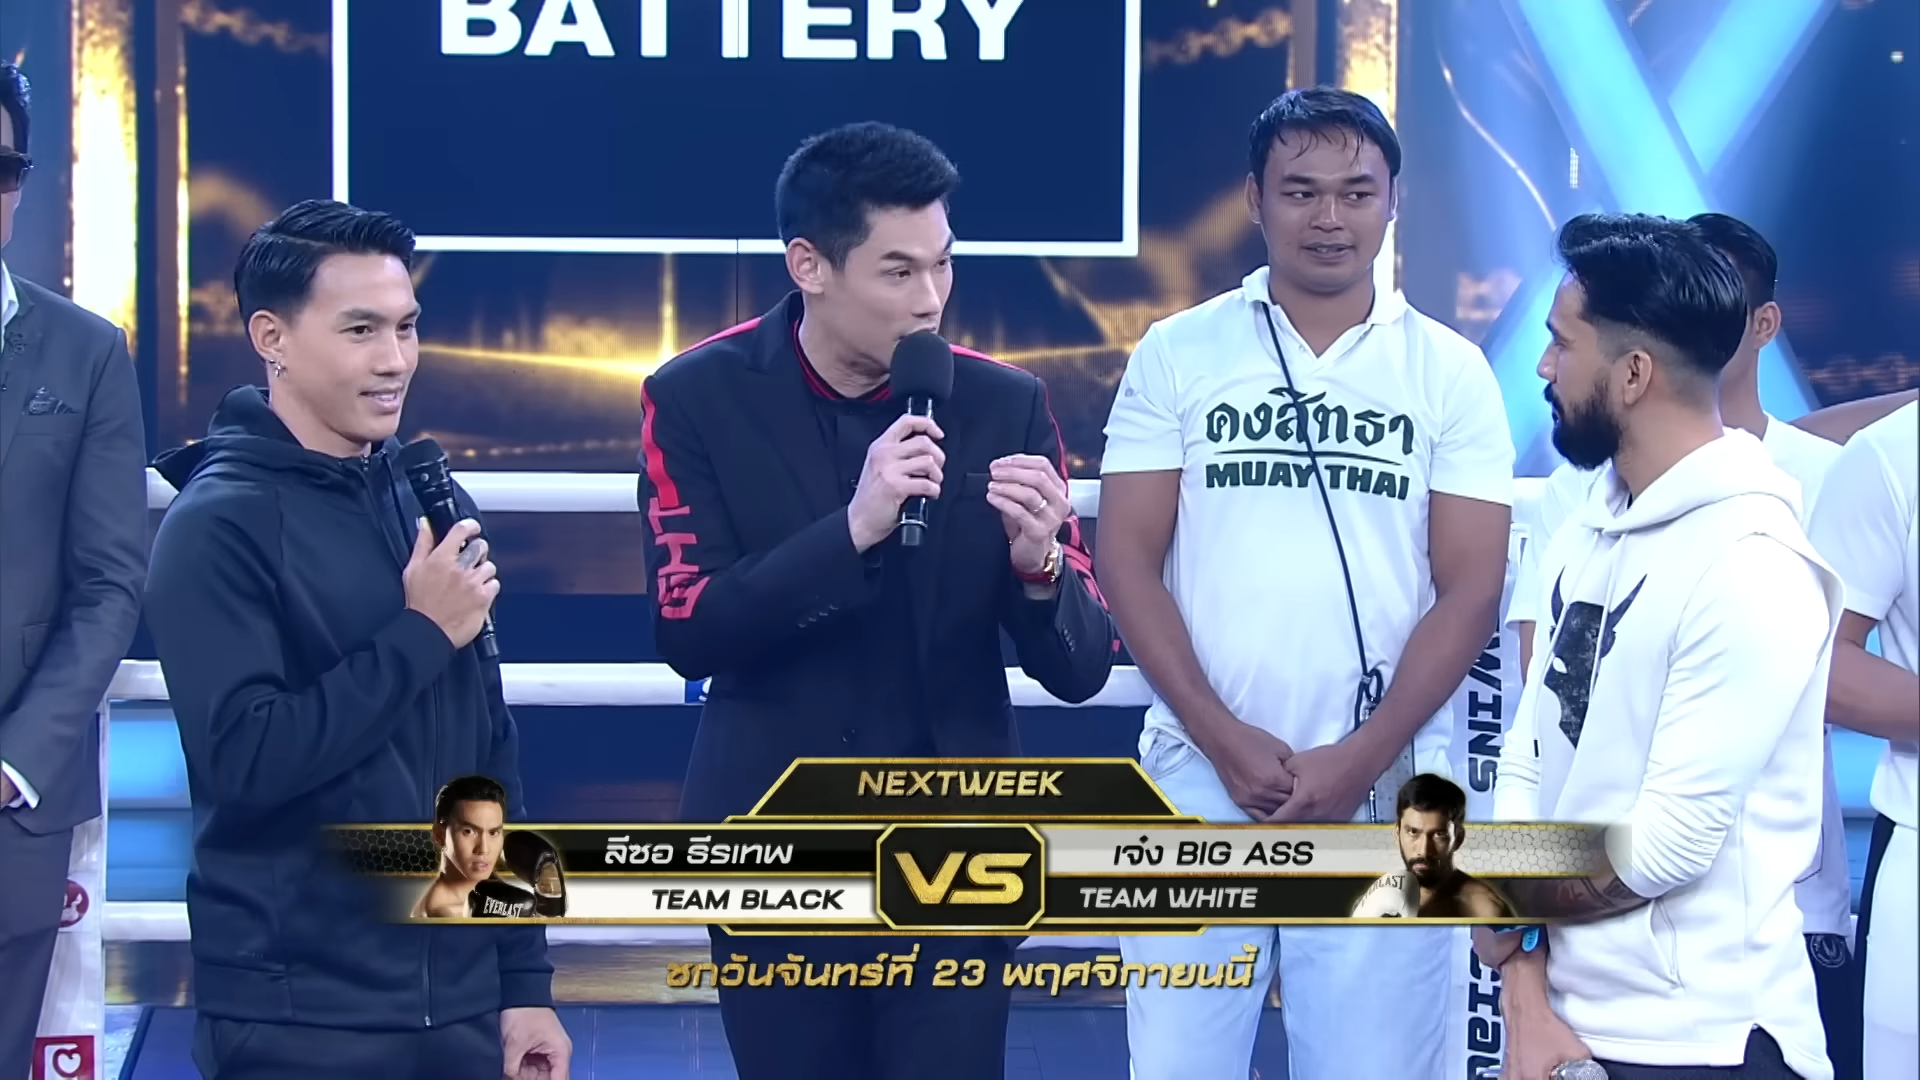 BATTERY
คงสิทธา
MUAY THAI
TWINS
NEXTWEEK
ลีซอ ธีรเทพ
VS
เจ๋ง BIG ASS
TEAM BLACK
TEAM WHITE
EVERLAST
ชกวันจันทร์ที่ 23 พฤศจิกายนนี้